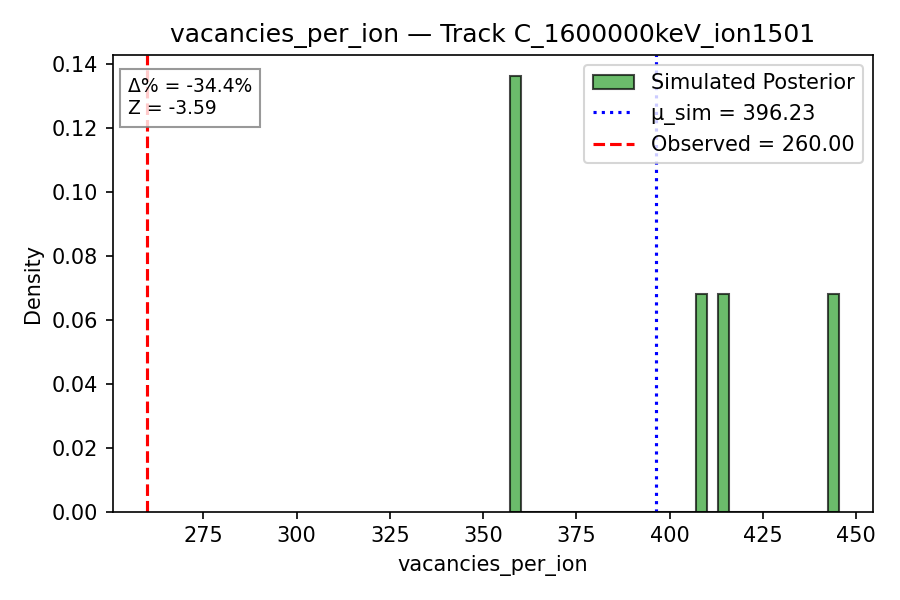 vacancies_per_ion — Track C_1600000keV_ion1501
Δ% = -34.4%
Z = -3.59
Simulated Posterior
μ_sim = 396.23
Observed = 260.00
Density
0.14
0.12
0.10
0.08
0.06
0.04
0.02
0.00
275 300 325 350 375 400 425 450
vacancies_per_ion